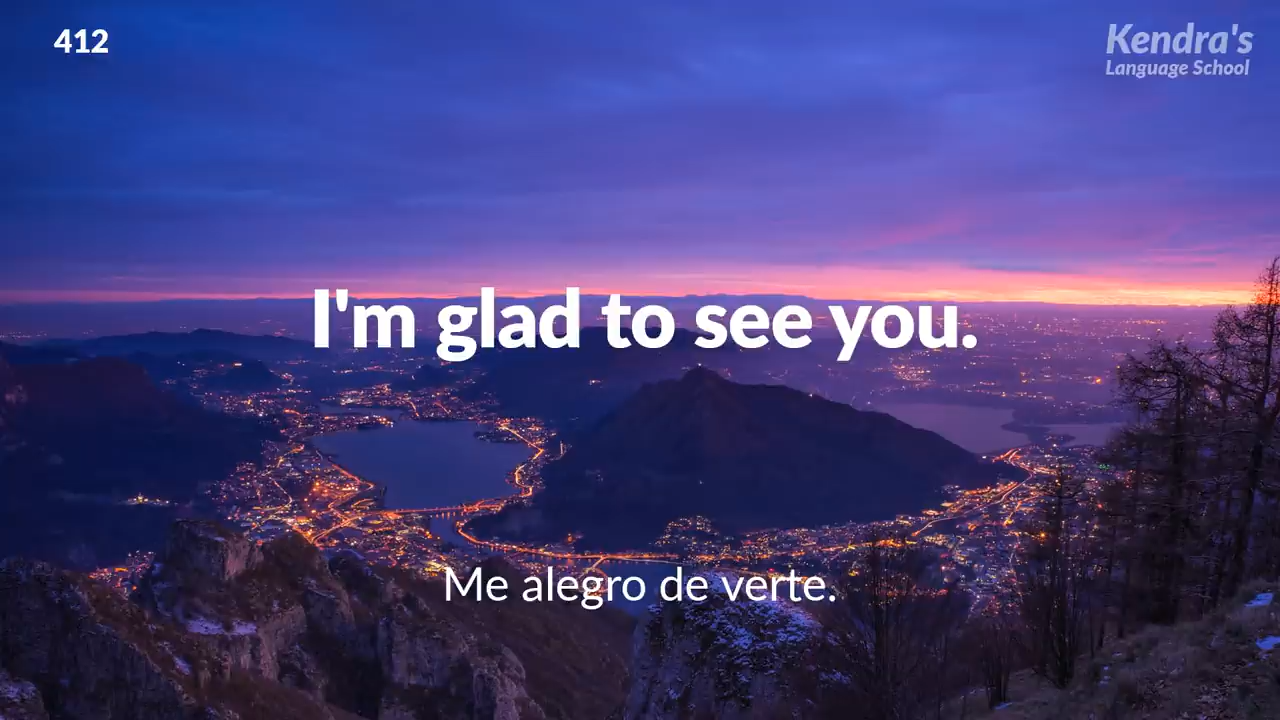 412
Kendra's
Language School
I'm glad to see you.
Me alegro de verte.